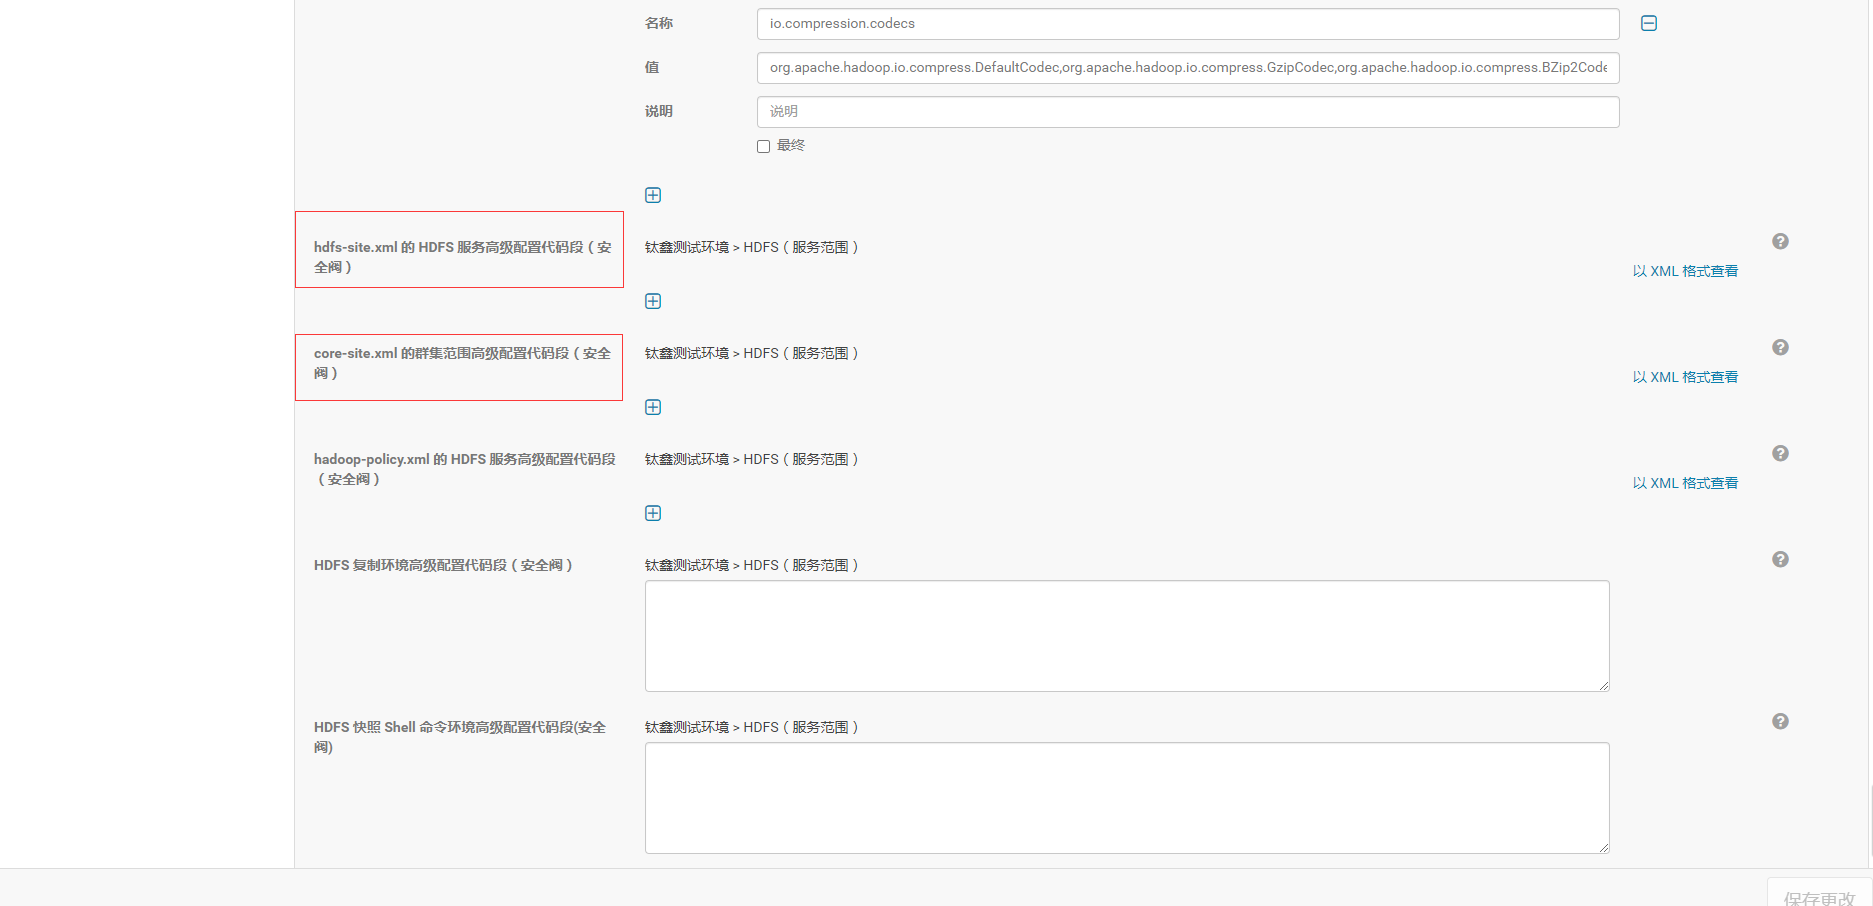 名称
io.compression.codecs
值
org.apache.hadoop.io.compress.DefaultCodec,org.apache.hadoop.io.compress.GzipCodec,org.apache.hadoop.io.compress.BZip2Code
说明
说明
最终
hdfs-site.xml 的 HDFS 服务高级配置代码段（安
全阀）
钛鑫测试环境 > HDFS（服务范围）
以 XML 格式查看
core-site.xml 的群集范围高级配置代码段（安全
阀）
钛鑫测试环境 > HDFS（服务范围）
以 XML 格式查看
hadoop-policy.xml 的 HDFS 服务高级配置代码段
（安全阀）
钛鑫测试环境 > HDFS（服务范围）
以 XML 格式查看
HDFS 复制环境高级配置代码段（安全阀）
钛鑫测试环境 > HDFS（服务范围）
HDFS 快照 Shell 命令环境高级配置代码段(安全
阀)
钛鑫测试环境 > HDFS（服务范围）
保存更改